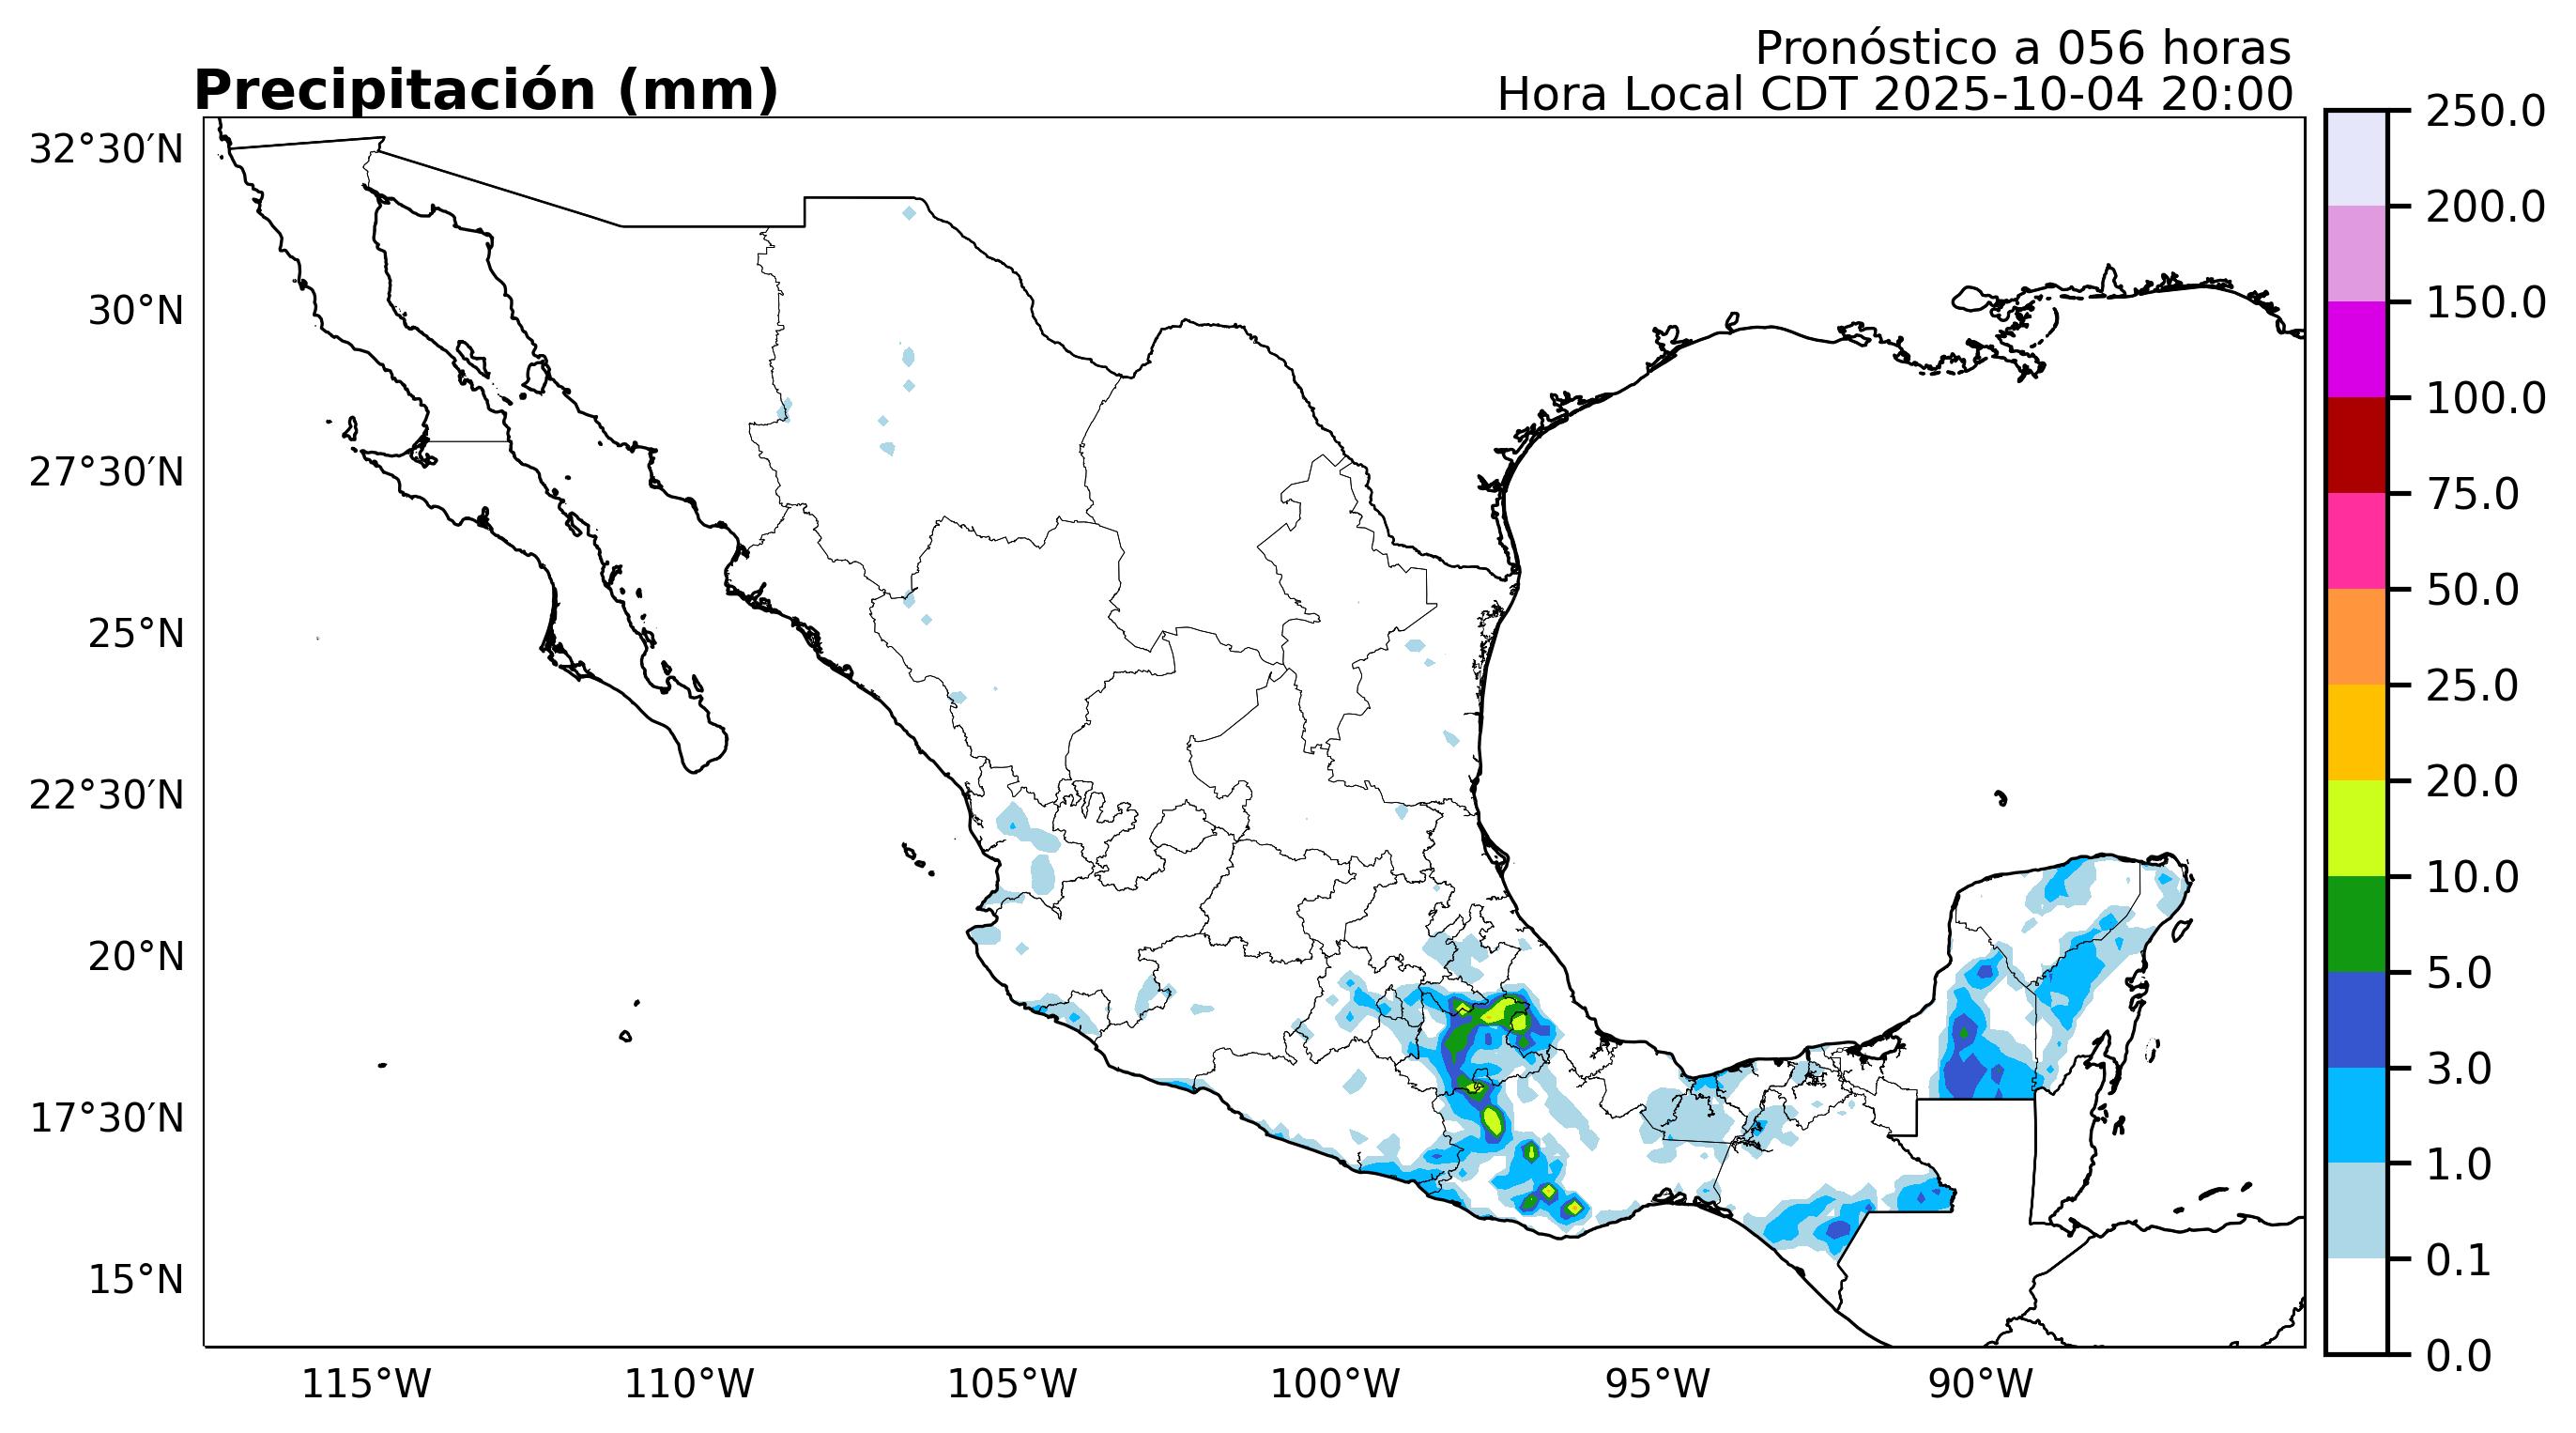 Pronóstico a 056 horas
Precipitación (mm)
Hora Local CDT 2025-10-04 20:00
32°30′N
30°N
27°30′N
25°N
22°30′N
20°N
17°30′N
15°N
115°W
110°W
105°W
100°W
95°W
90°W
250.0
200.0
150.0
100.0
75.0
50.0
25.0
20.0
10.0
5.0
3.0
1.0
0.1
0.0